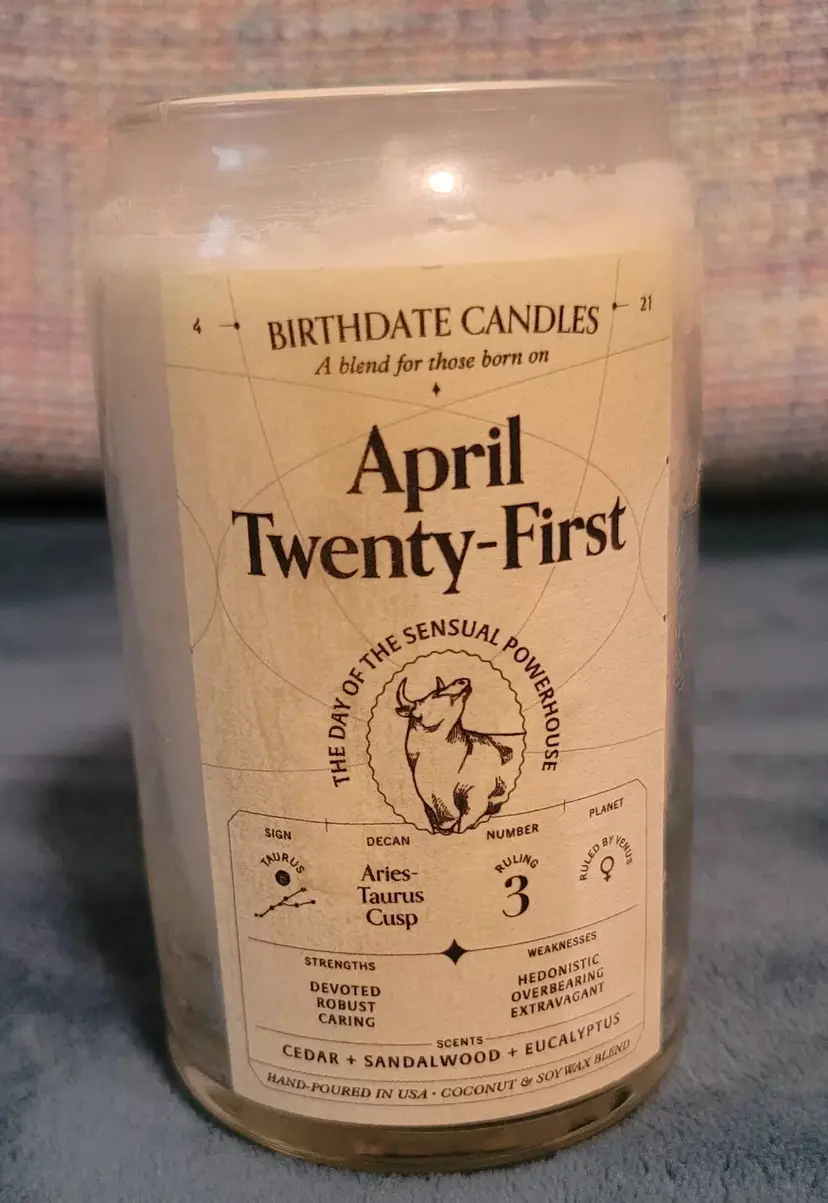 4
21
BIRTHDATE CANDLES
A blend for those born on
April
Twenty-First
THE DAY OF THE SENSUAL POWERHOUSE
SIGN
TAURUS
DECAN
Aries-
Taurus
Cusp
NUMBER
RULING
3
PLANET
RULED BY VENUS
STRENGTHS
DEVOTED
ROBUST
CARING
WEAKNESSES
HEDONISTIC
OVERBEARING
EXTRAVAGANT
SCENTS
CEDAR + SANDALWOOD + EUCALYPTUS
HAND-POURED IN USA · COCONUT & SOY WAX BLEND